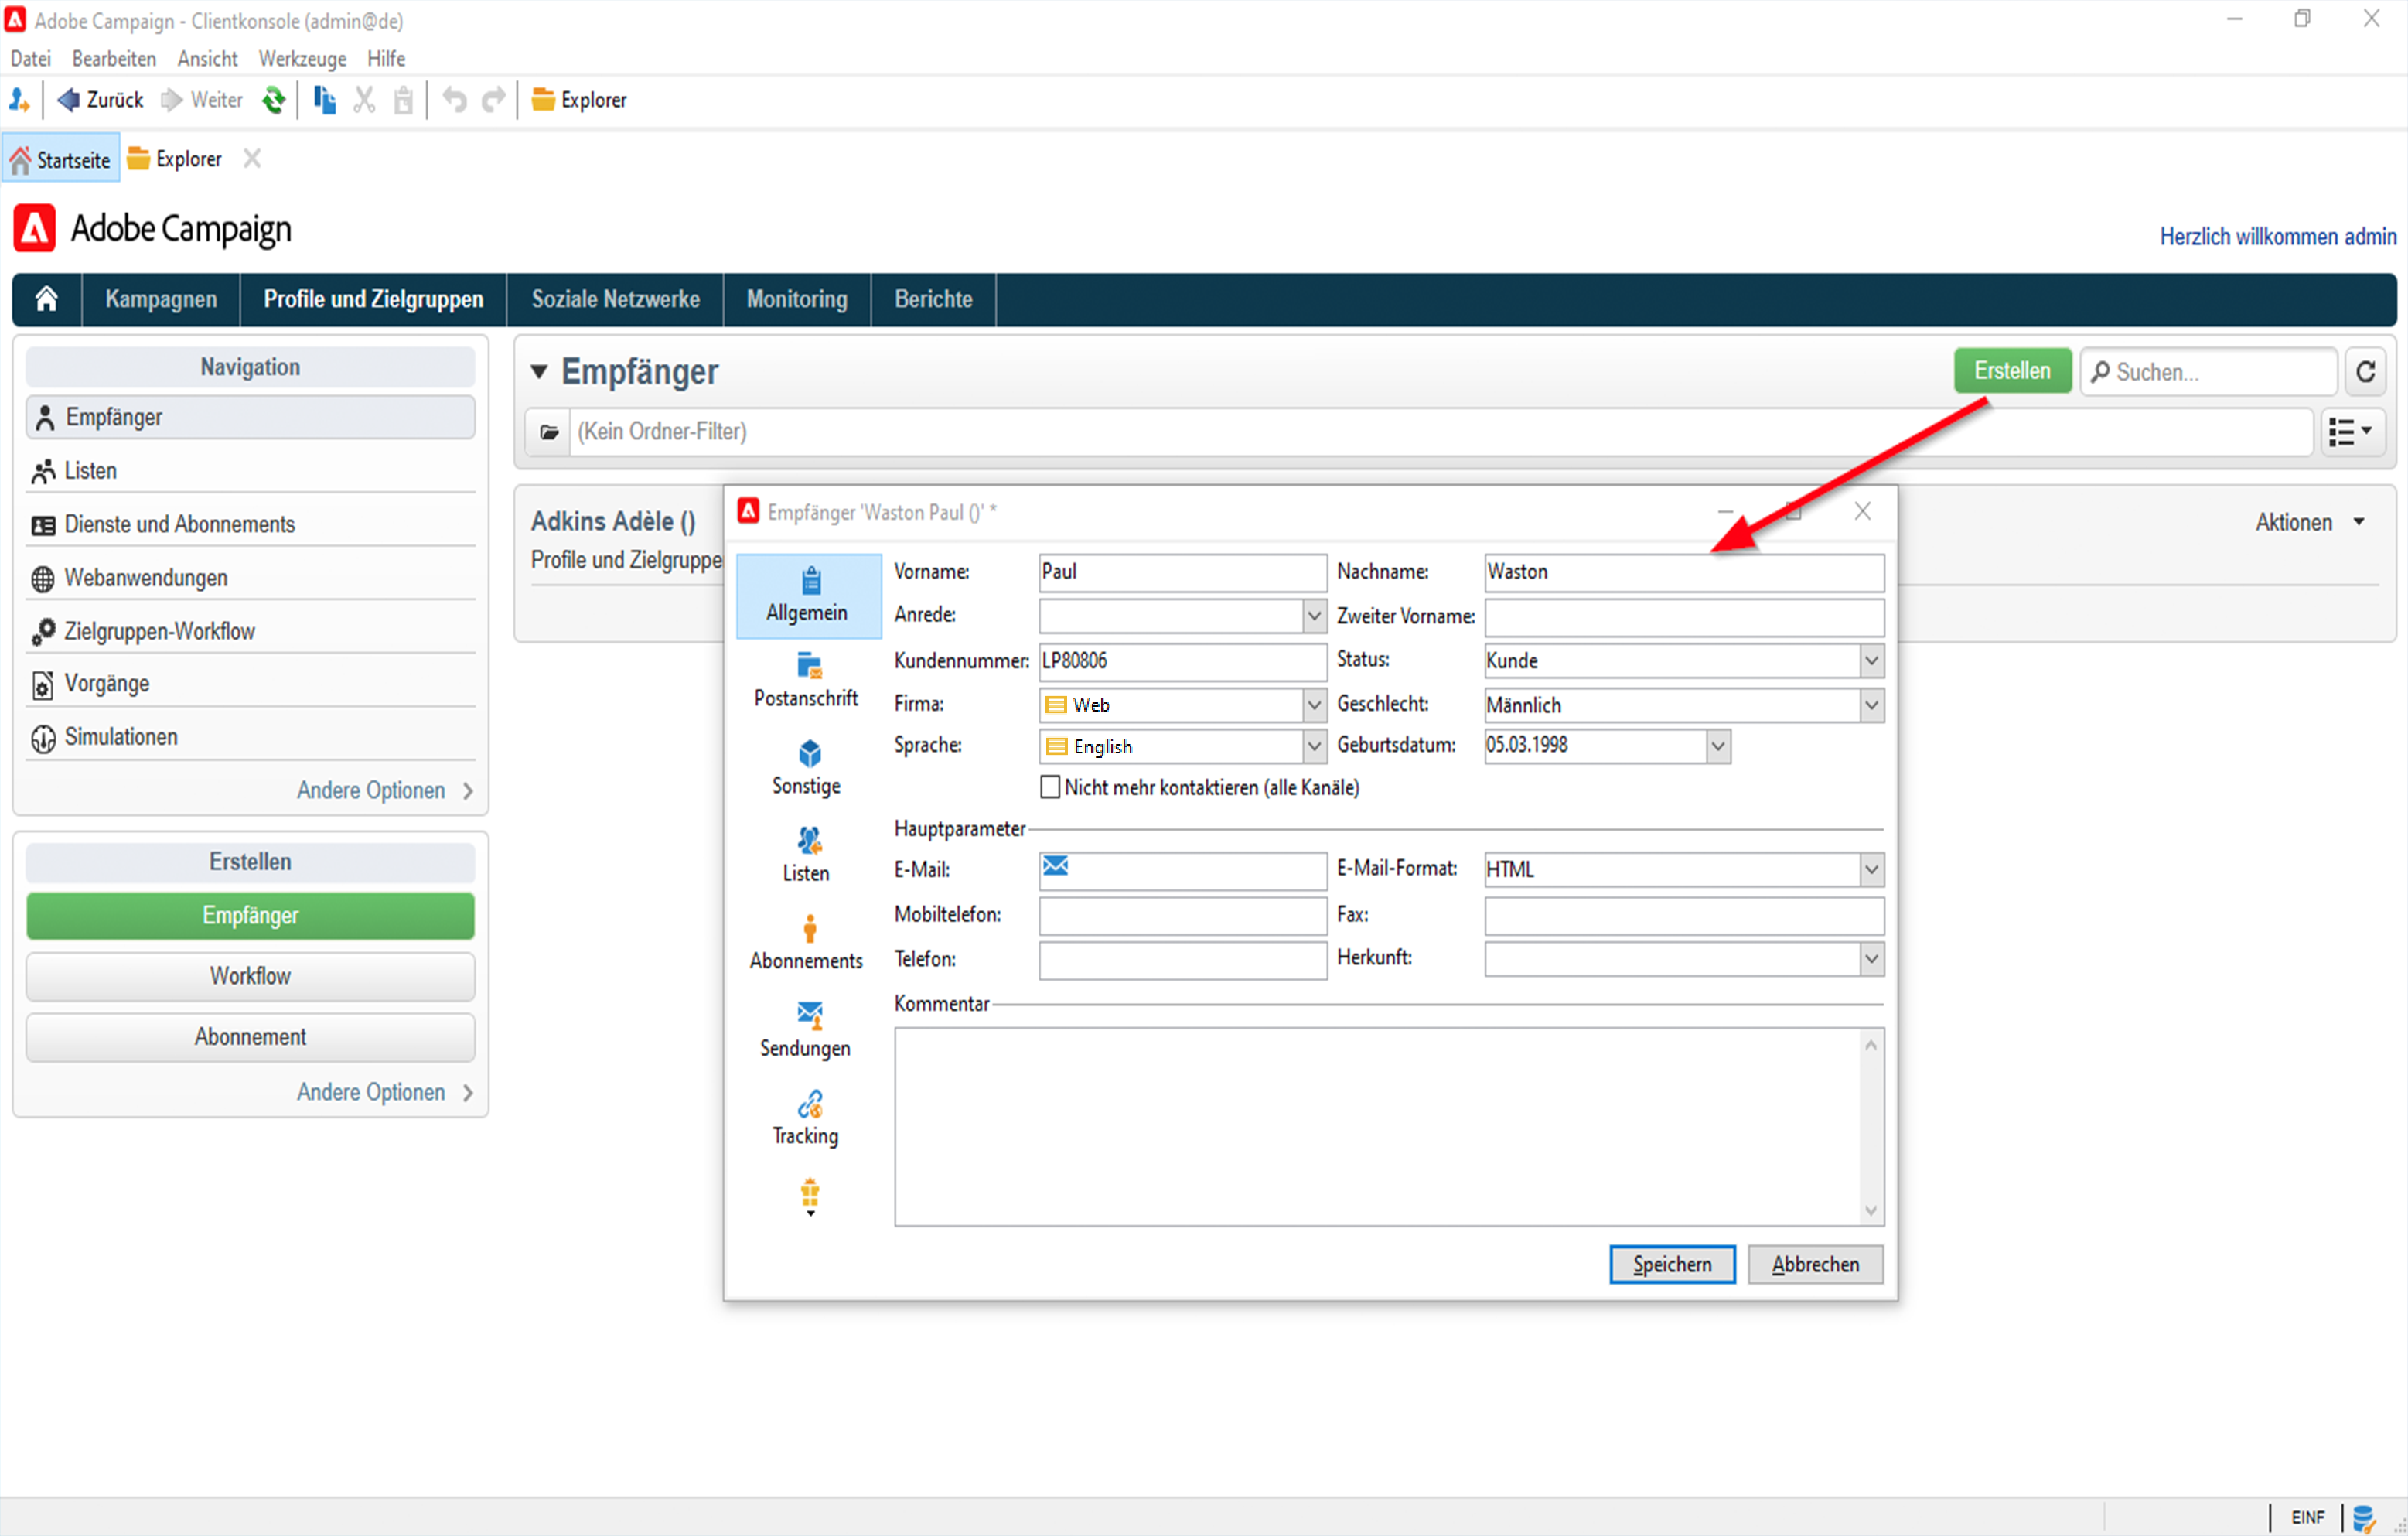 Adobe Campaign - Clientkonsole (admin@de)
Datei Bearbeiten Ansicht Werkzeuge Hilfe
Zurück Weiter Explorer
Startseite Explorer
Adobe Campaign
Herzlich willkommen admin
Kampagnen Profile und Zielgruppen Soziale Netzwerke Monitoring Berichte
Navigation
Empfänger
Listen
Dienste und Abonnements
Webanwendungen
Zielgruppen-Workflow
Vorgänge
Simulationen
Andere Optionen
Erstellen
Empfänger
Workflow
Abonnement
Andere Optionen
Empfänger
Erstellen
Suchen...
(Kein Ordner-Filter)
Adkins Adèle ()
Profile und Zielgruppe
Aktionen
Empfänger 'Waston Paul ()' *
Allgemein
Postanschrift
Sonstige
Listen
Abonnements
Sendungen
Tracking
Vorname: Paul Nachname: Waston
Anrede: Zweiter Vorname:
Kundennummer: LP80806 Status: Kunde
Firma: Web Geschlecht: Männlich
Sprache: English Geburtsdatum: 05.03.1998
Nicht mehr kontaktieren (alle Kanäle)
Hauptparameter
E-Mail: E-Mail-Format: HTML
Mobiltelefon: Fax:
Telefon: Herkunft:
Kommentar
Speichern Abbrechen
EINF